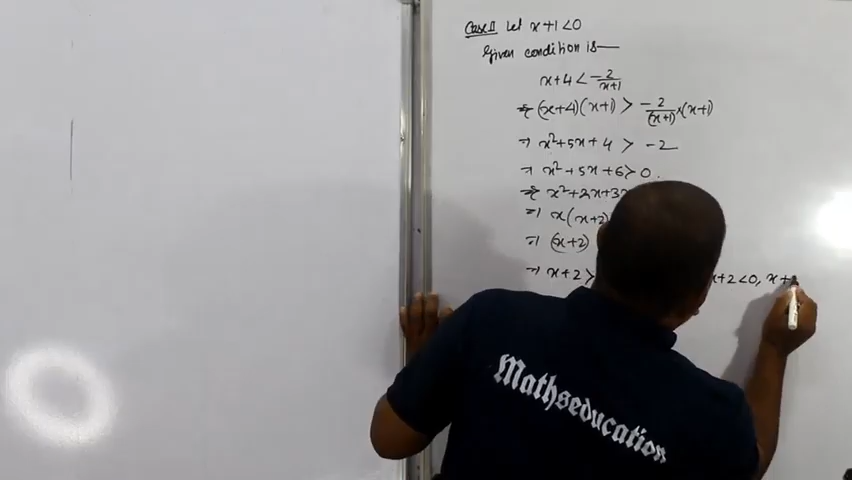 Case II Let x+1<0
Given condition is—
x+4 < -2/(x+1)
⇒ (x+4)(x+1) > -2/(x+1) × (x+1)
⇒ x²+5x+4 > -2
⇒ x²+5x+6>0.
⇒ x²+2x+3x
⇒ x(x+2)
⇒ (x+2)
⇒ x+2> x+2<0, x+
Mathseducation